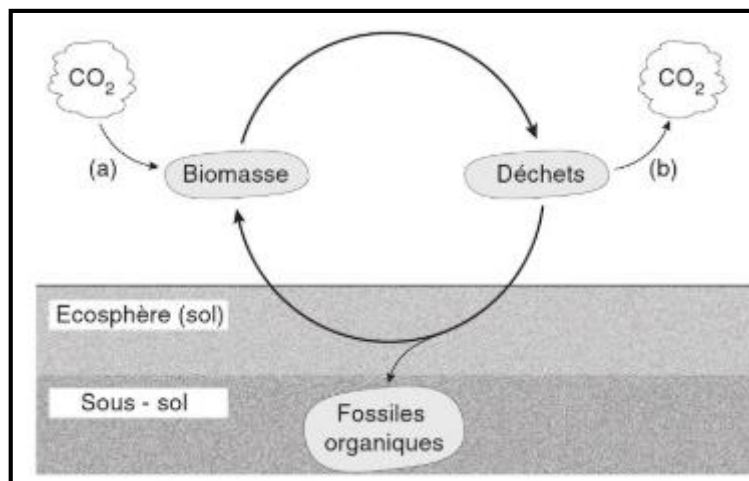 CO₂
CO₂
(a)
Biomasse
Déchets
(b)
Ecosphère (sol)
Sous - sol
Fossiles
organiques